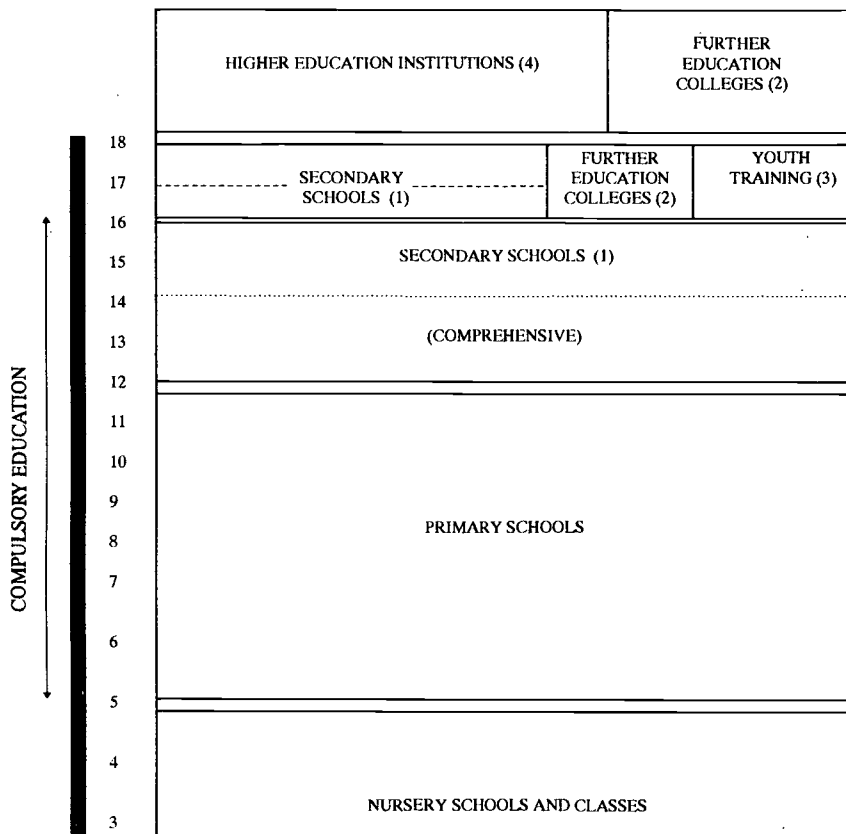 HIGHER EDUCATION INSTITUTIONS (4)
FURTHER
EDUCATION
COLLEGES (2)
18
17
SECONDARY
SCHOOLS (1)
FURTHER
EDUCATION
COLLEGES (2)
YOUTH
TRAINING (3)
16
15
SECONDARY SCHOOLS (1)
14
13
(COMPREHENSIVE)
12
11
10
9
8
PRIMARY SCHOOLS
7
6
5
4
3
NURSERY SCHOOLS AND CLASSES
COMPULSORY EDUCATION